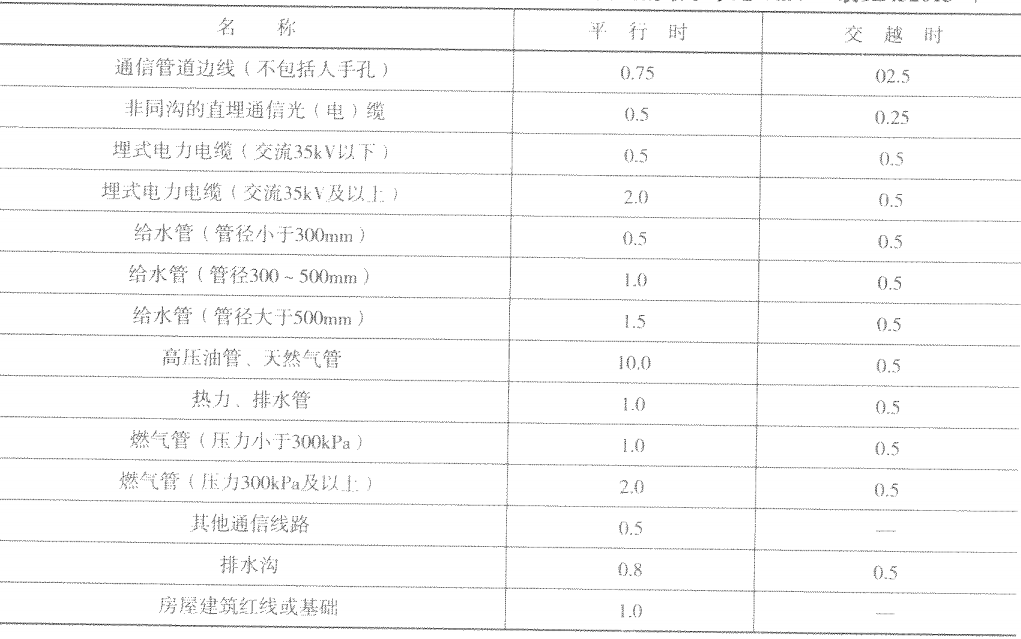 名 称 平 行 时 交 越 时
通信管道边线（不包括人手孔） 0.75 02.5
非同沟的直埋通信光（电）缆 0.5 0.25
埋式电力电缆（交流35kV以下） 0.5 0.5
埋式电力电缆（交流35kV及以上） 2.0 0.5
给水管（管径小于300mm） 0.5 0.5
给水管（管径300~500mm） 1.0 0.5
给水管（管径大于500mm） 1.5 0.5
高压油管、天然气管 10.0 0.5
热力、排水管 1.0 0.5
燃气管（压力小于300kPa） 1.0 0.5
燃气管（压力300kPa及以上） 2.0 0.5
其他通信线路 0.5 —
排水沟 0.8 0.5
房屋建筑红线或基础 1.0 —